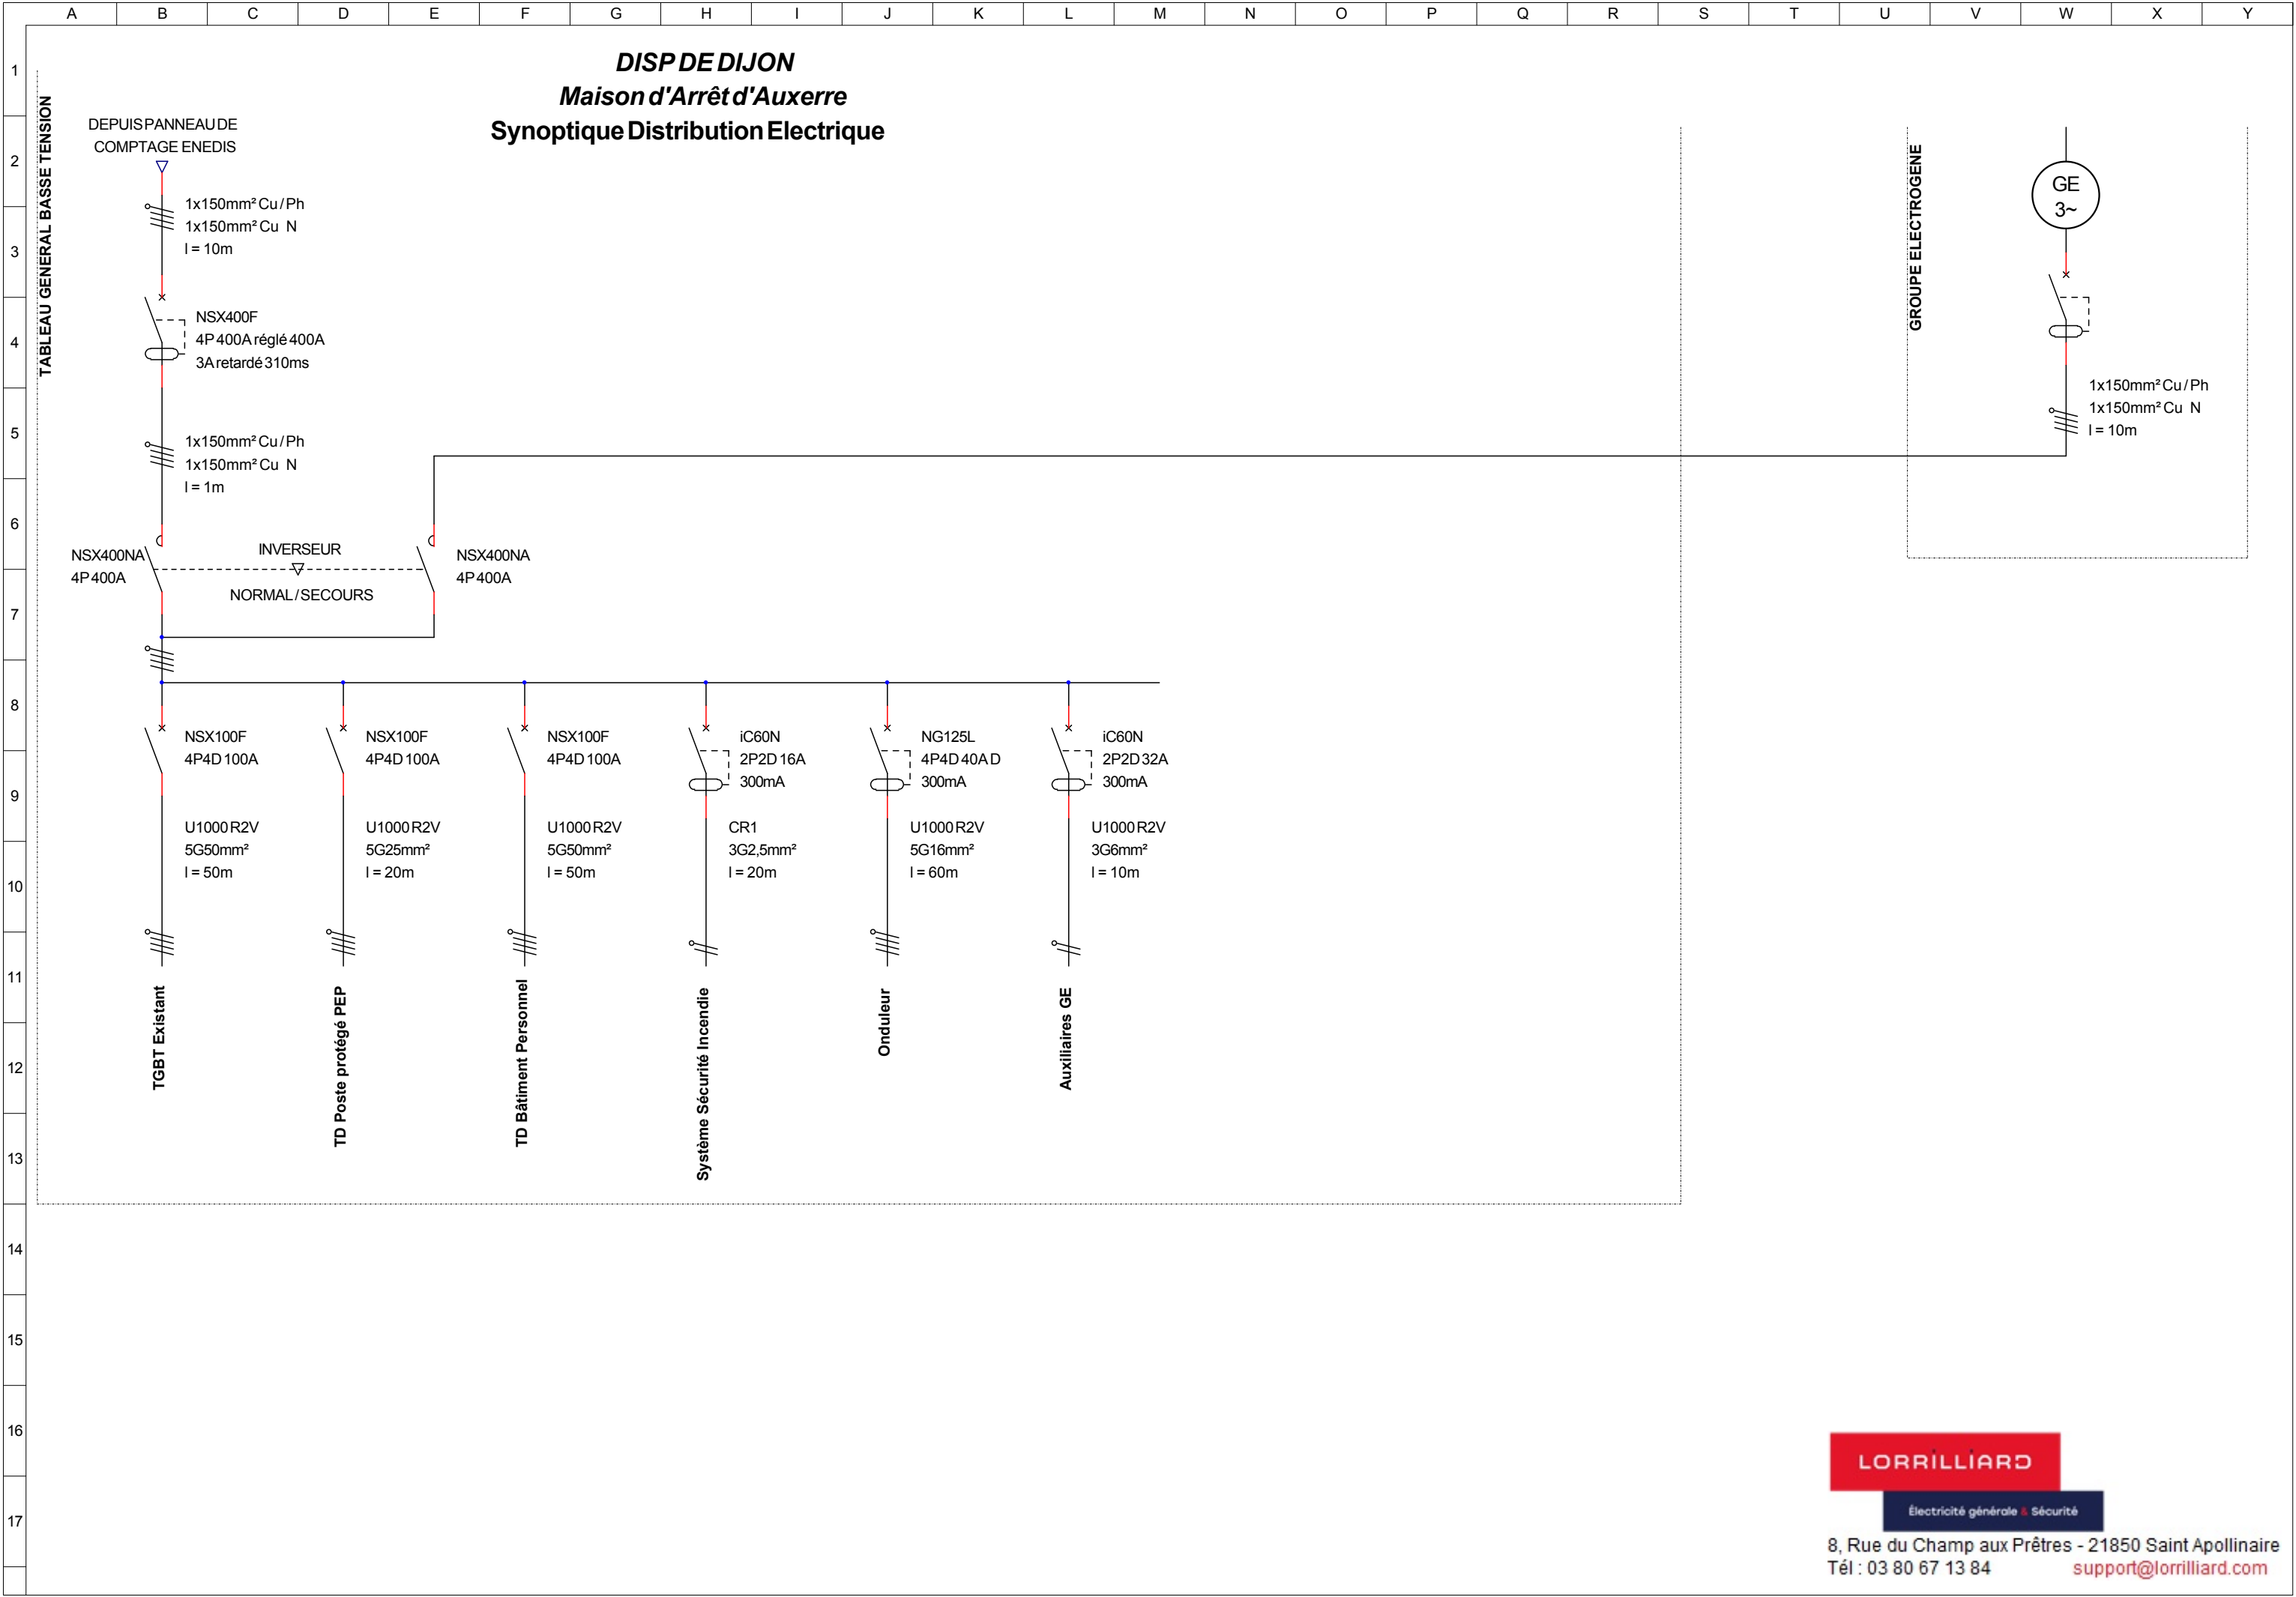 A B C D E F G H I J K L M N O P Q R S T U V W X Y
1
2
3
4
5
6
7
8
9
10
11
12
13
14
15
16
17
DISP DE DIJON
Maison d'Arrêt d'Auxerre
Synoptique Distribution Electrique
TABLEAU GENERAL BASSE TENSION
DEPUIS PANNEAU DE
COMPTAGE ENEDIS
1x150mm² Cu / Ph
1x150mm² Cu N
l = 10m
NSX400F
4P 400A réglé 400A
3A retardé 310ms
1x150mm² Cu / Ph
1x150mm² Cu N
l = 1m
NSX400NA
4P 400A
INVERSEUR
NORMAL / SECOURS
NSX400NA
4P 400A
GROUPE ELECTROGENE
GE
3~
1x150mm² Cu / Ph
1x150mm² Cu N
l = 10m
NSX100F
4P4D 100A
U1000 R2V
5G50mm²
l = 50m
TGBT Existant
NSX100F
4P4D 100A
U1000 R2V
5G25mm²
l = 20m
TD Poste protégé PEP
NSX100F
4P4D 100A
U1000 R2V
5G50mm²
l = 50m
TD Bâtiment Personnel
iC60N
2P2D 16A
300mA
CR1
3G2,5mm²
l = 20m
Système Sécurité Incendie
NG125L
4P4D 40A D
300mA
U1000 R2V
5G16mm²
l = 60m
Onduleur
iC60N
2P2D 32A
300mA
U1000 R2V
3G6mm²
l = 10m
Auxiliaires GE
LORRILLIARD
Électricité générale & Sécurité
8, Rue du Champ aux Prêtres - 21850 Saint Apollinaire
Tél : 03 80 67 13 84 support@lorrilliard.com